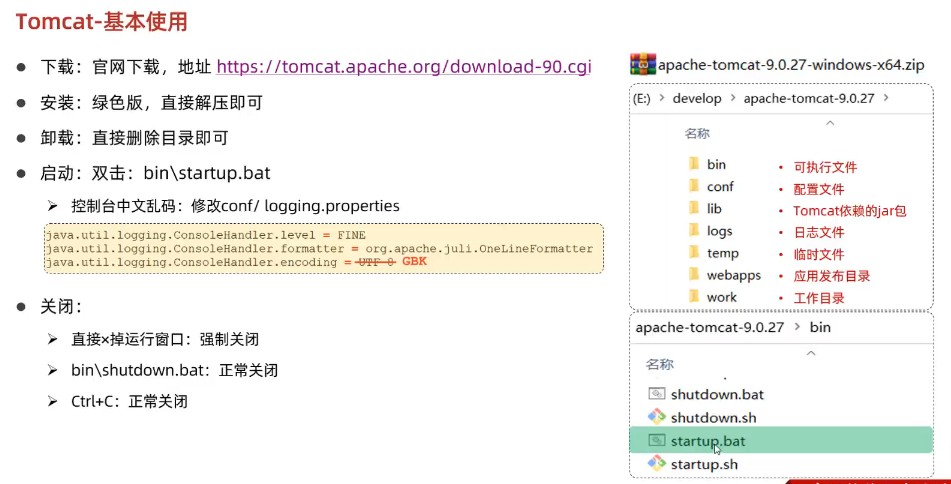 Tomcat-基本使用
● 下载：官网下载，地址 https://tomcat.apache.org/download-90.cgi
● 安装：绿色版，直接解压即可
● 卸载：直接删除目录即可
● 启动：双击：bin\startup.bat
➢ 控制台中文乱码：修改conf/ logging.properties
java.util.logging.ConsoleHandler.level = FINE
java.util.logging.ConsoleHandler.formatter = org.apache.juli.OneLineFormatter
java.util.logging.ConsoleHandler.encoding = UTF-8 GBK
● 关闭：
➢ 直接×掉运行窗口：强制关闭
➢ bin\shutdown.bat：正常关闭
➢ Ctrl+C：正常关闭
apache-tomcat-9.0.27-windows-x64.zip
(E:) > develop > apache-tomcat-9.0.27 >
名称
bin • 可执行文件
conf • 配置文件
lib • Tomcat依赖的jar包
logs • 日志文件
temp • 临时文件
webapps • 应用发布目录
work • 工作目录
apache-tomcat-9.0.27 > bin
名称
shutdown.bat
shutdown.sh
startup.bat
startup.sh